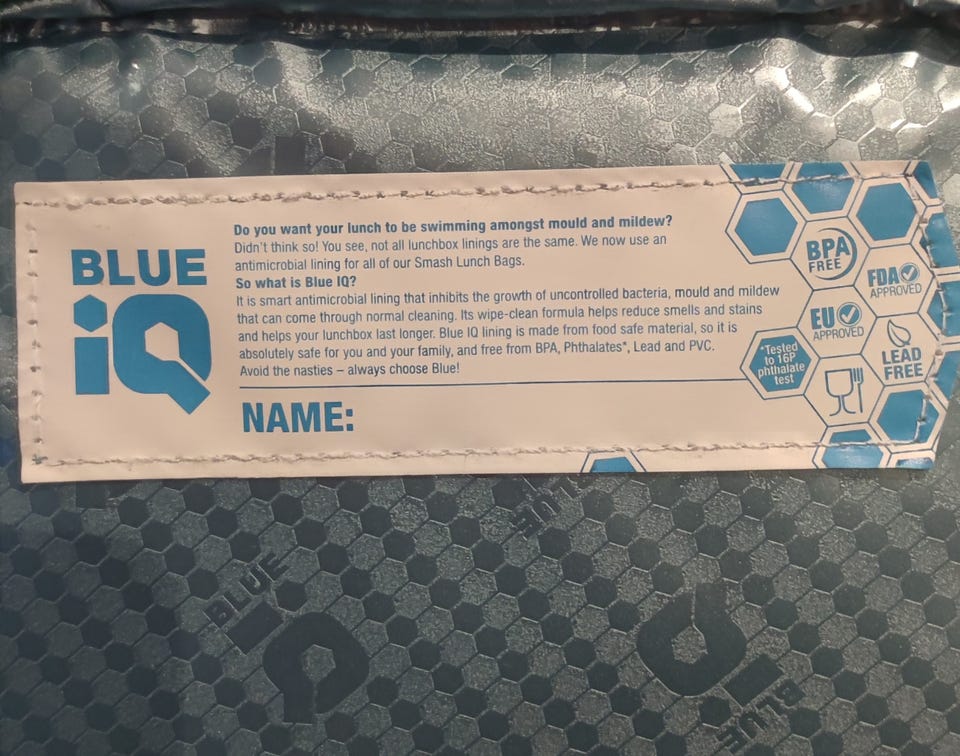 BLUE
iQ
Do you want your lunch to be swimming amongst mould and mildew?
Didn't think so! You see, not all lunchbox linings are the same. We now use an
antimicrobial lining for all of our Smash Lunch Bags.
So what is Blue IQ?
It is smart antimicrobial lining that inhibits the growth of uncontrolled bacteria, mould and mildew
that can come through normal cleaning. Its wipe-clean formula helps reduce smells and stains
and helps your lunchbox last longer. Blue IQ lining is made from food safe material, so it is
absolutely safe for you and your family, and free from BPA, Phthalates*, Lead and PVC.
Avoid the nasties – always choose Blue!
NAME:
BPA
FREE
FDA
APPROVED
EU
APPROVED
LEAD
FREE
*Tested
to 16P
phthalate
test
BLUE
BLUE
iQ
iQ
BLUE